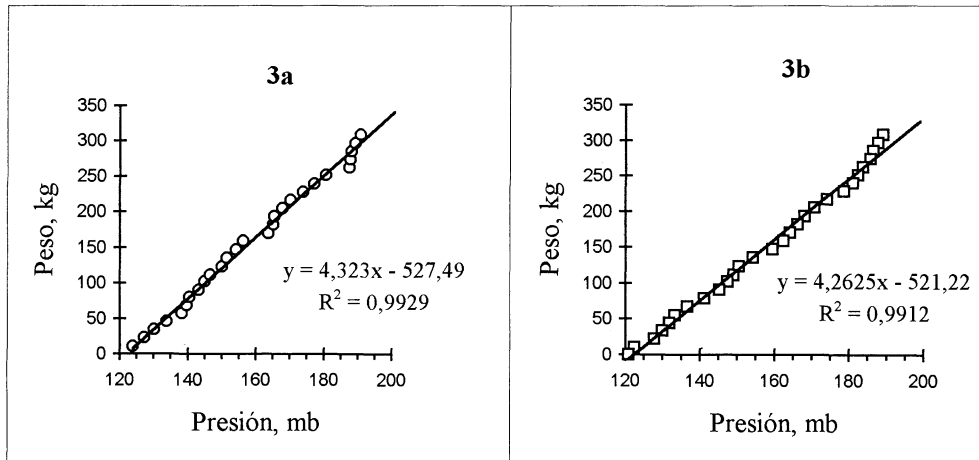 3a
350
300
250
200
150
100
50
0
Peso, kg
y = 4,323x - 527,49
R² = 0,9929
120 140 160 180 200
Presión, mb
3b
350
300
250
200
150
100
50
0
Peso, kg
y = 4,2625x - 521,22
R² = 0,9912
120 140 160 180 200
Presión, mb